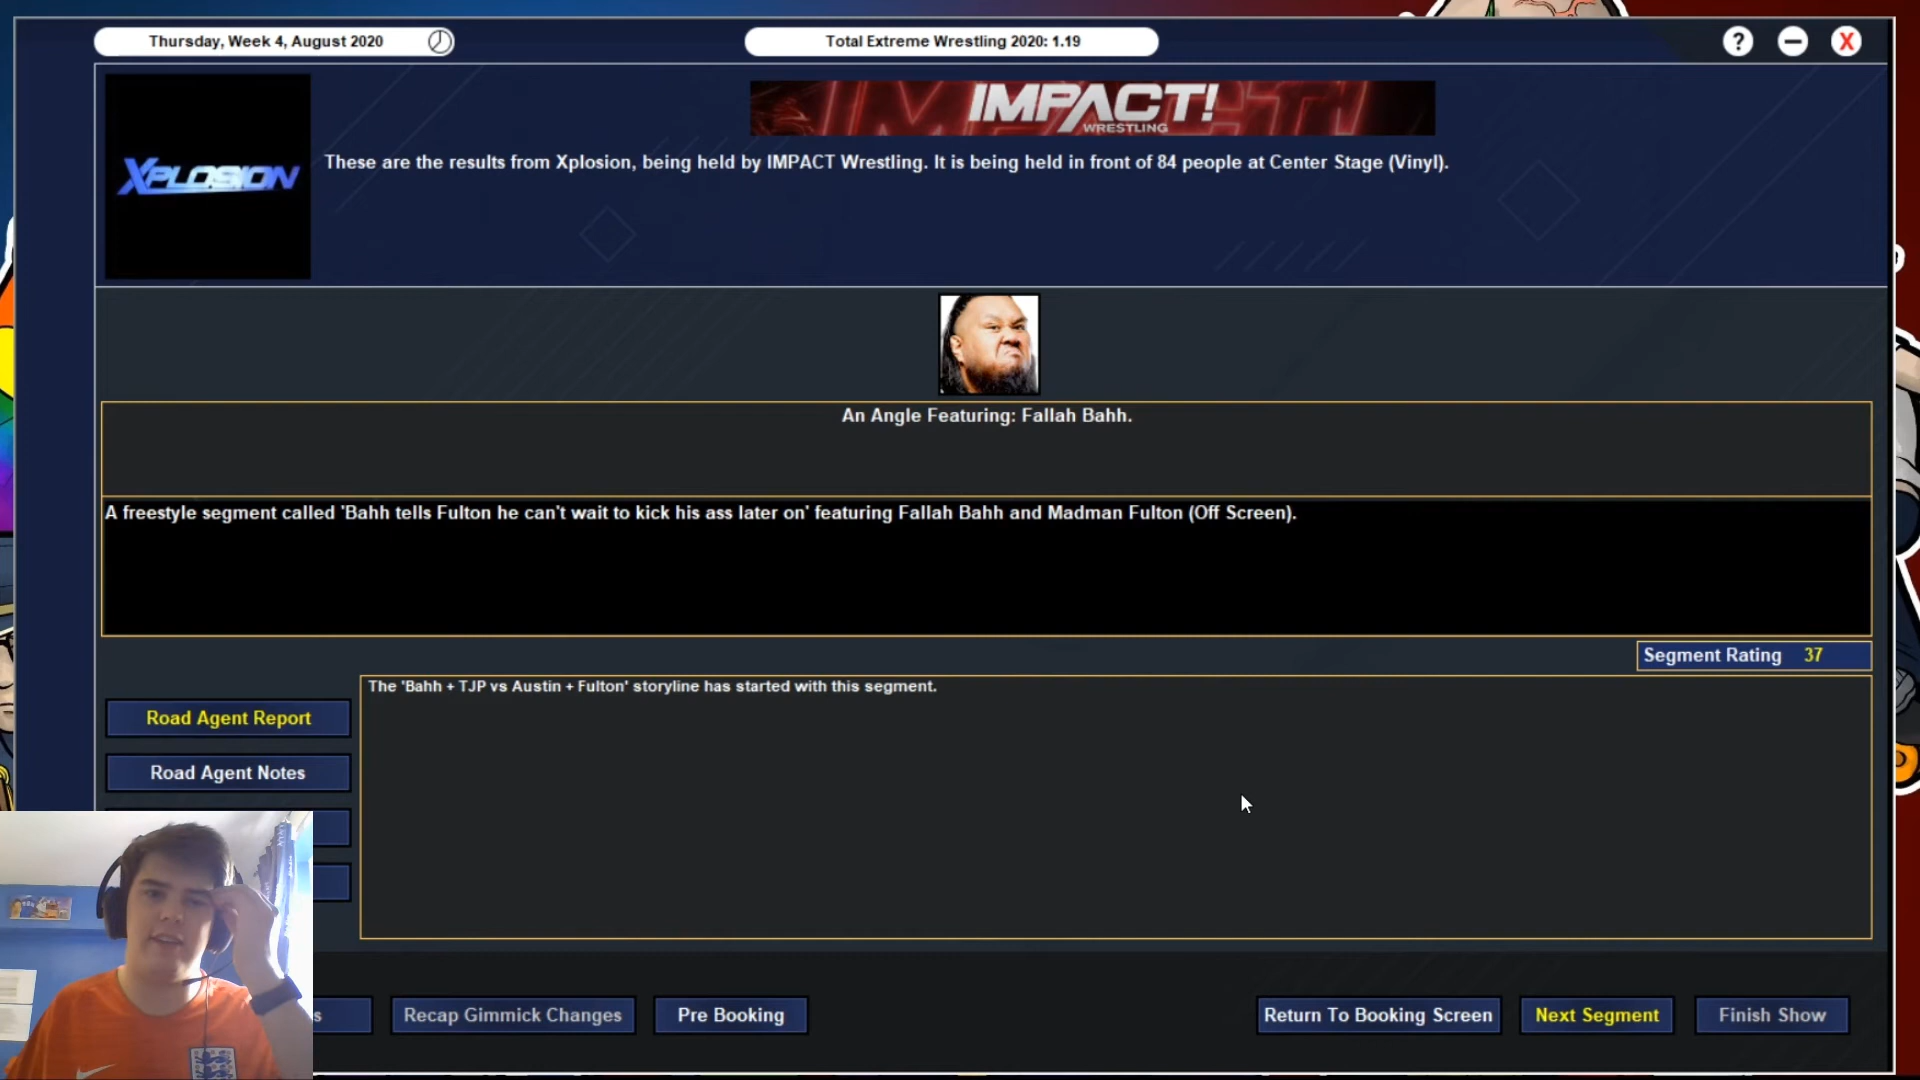 Thursday, Week 4, August 2020
Total Extreme Wrestling 2020: 1.19
?
X
XPLOSION
IMPACT!
WRESTLING
These are the results from Xplosion, being held by IMPACT Wrestling. It is being held in front of 84 people at Center Stage (Vinyl).
An Angle Featuring: Fallah Bahh.
A freestyle segment called 'Bahh tells Fulton he can't wait to kick his ass later on' featuring Fallah Bahh and Madman Fulton (Off Screen).
Segment Rating 37
The 'Bahh + TJP vs Austin + Fulton' storyline has started with this segment.
Road Agent Report
Road Agent Notes
s
Recap Gimmick Changes
Pre Booking
Return To Booking Screen
Next Segment
Finish Show